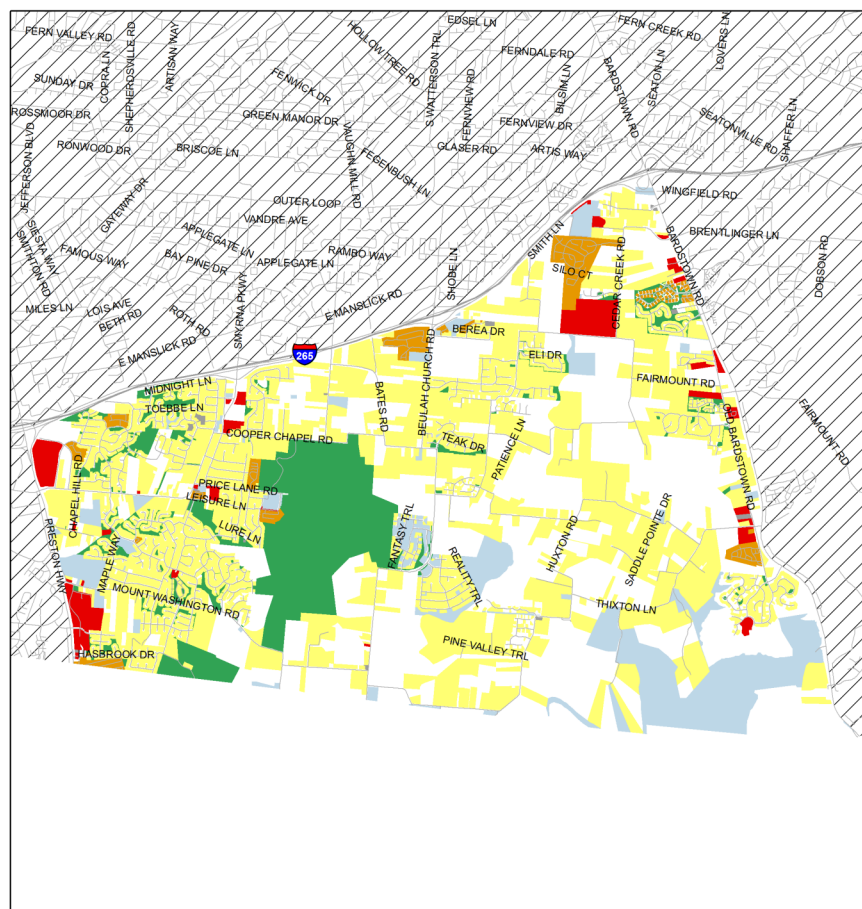 EDSEL LN
FERN CREEK RD
LOVERS LN
FERN VALLEY RD
SHEPHERDSVILLE RD
ARTISAN WAY
HOLLOW TREE RD
S WATTERSON TRL
FERNDALE RD
COPRA LN
SUNDAY DR
FENWICK DR
FERNVIEW RD
BILSIM LN
BARDSTOWN RD
SEATON LN
ROSSMOOR DR
GREEN MANOR DR
FERNVIEW DR
SEATONVILLE RD
SHAFFER LN
JEFFERSON BLVD
RONWOOD DR
BRISCOE LN
VAUGHN MILL RD
FEGENBUSH LN
GLASER RD
ARTIS WAY
GATEWAY DR
OUTER LOOP
WINGFIELD RD
VANDRE AVE
SIESTA WAY
SMITHTON RD
FAMOUS WAY
APPLEGATE LN
BAY PINE DR
APPLEGATE LN
RAMBO WAY
SHOBE LN
SMITH LN
BRENTLINGER LN
BARDSTOWN RD
DOBSON RD
SILO CT
CEDAR CREEK RD
MILES LN
LOIS AVE
BETH RD
ROTH RD
SMYRNA PKWY
E MANSLICK RD
BEREA DR
E MANSLICK RD
265
ELI DR
BEULAH CHURCH RD
MIDNIGHT LN
BATES RD
FAIRMOUNT RD
TOEBBE LN
COOPER CHAPEL RD
TEAK DR
PATIENCE LN
OLD BARDSTOWN RD
FAIRMOUNT RD
CHAPEL HILL RD
PRICE LANE RD
LEISURE LN
LURE LN
PRESTON HWY
MAPLE WAY
FANTASY TRL
REALITY TRL
HUXTON RD
SADDLE POINTE DR
MOUNT WASHINGTON RD
THIXTON LN
PINE VALLEY TRL
HASBROOK DR